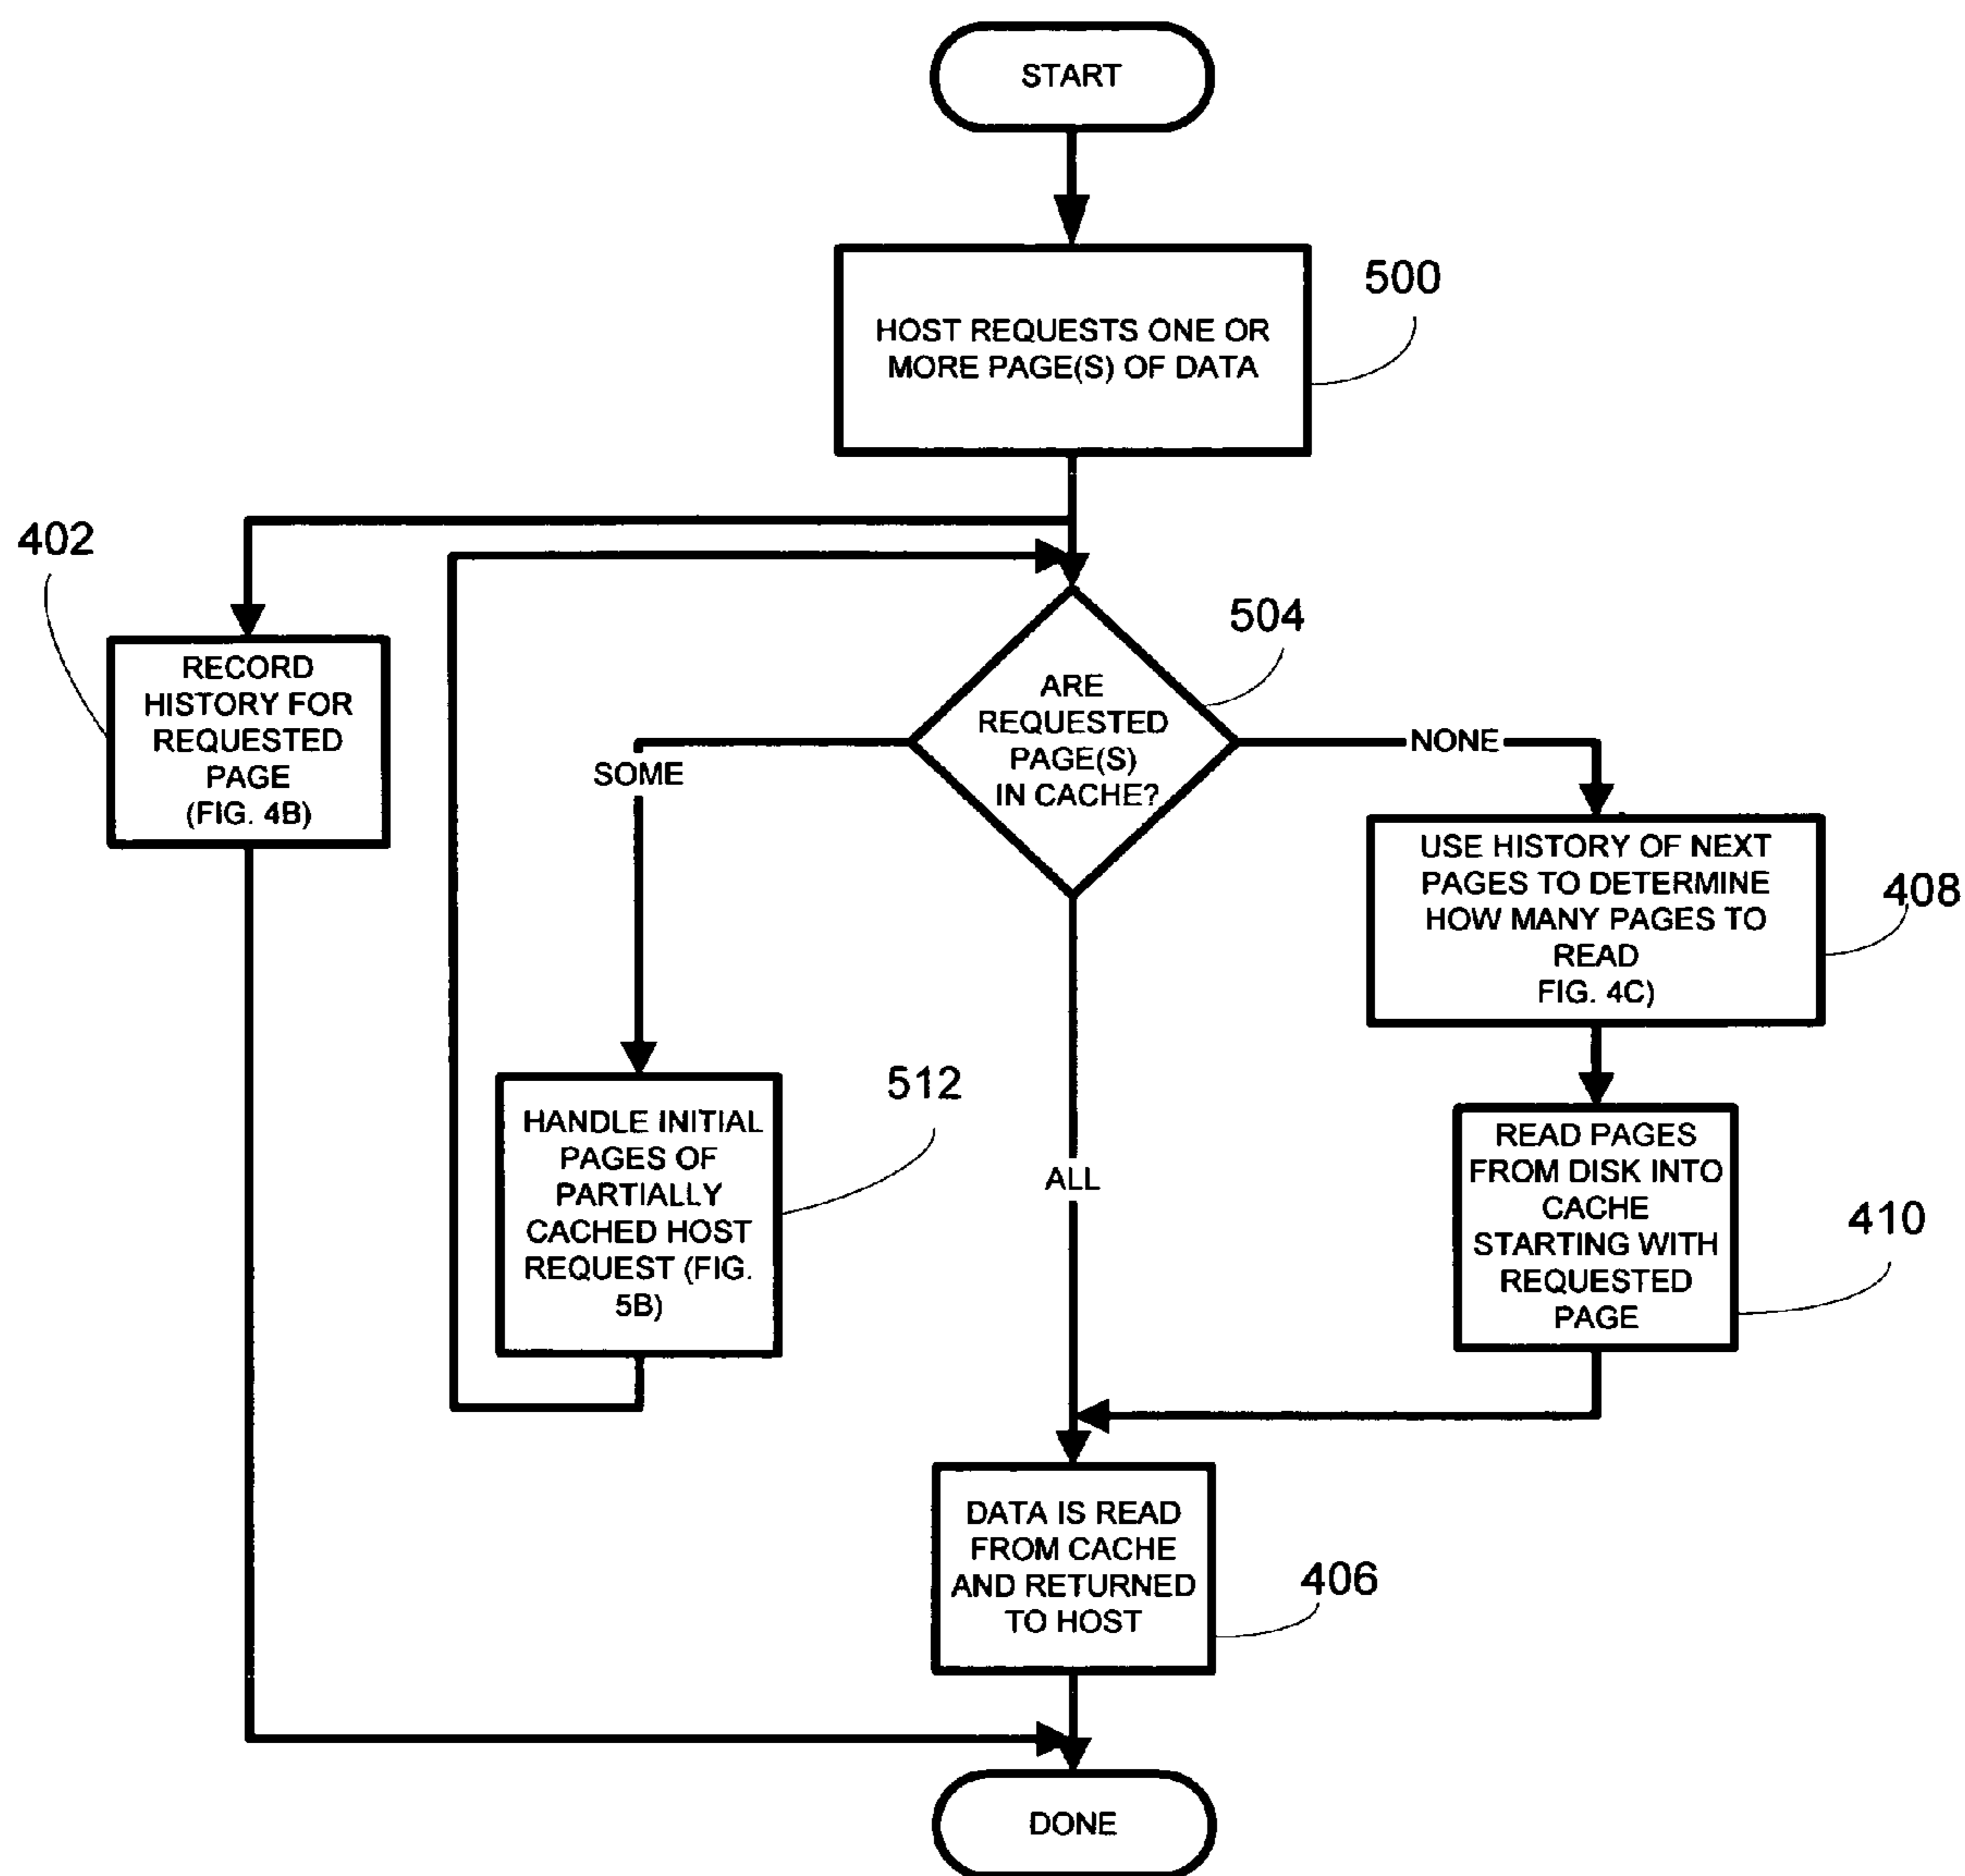 START
HOST REQUESTS ONE OR
MORE PAGE(S) OF DATA
500
402
RECORD
HISTORY FOR
REQUESTED
PAGE
(FIG. 4B)
504
ARE
REQUESTED
PAGE(S)
IN CACHE?
SOME
NONE
ALL
USE HISTORY OF NEXT
PAGES TO DETERMINE
HOW MANY PAGES TO
READ
FIG. 4C)
408
HANDLE INITIAL
PAGES OF
PARTIALLY
CACHED HOST
REQUEST (FIG.
5B)
512
READ PAGES
FROM DISK INTO
CACHE
STARTING WITH
REQUESTED
PAGE
410
DATA IS READ
FROM CACHE
AND RETURNED
TO HOST
406
DONE